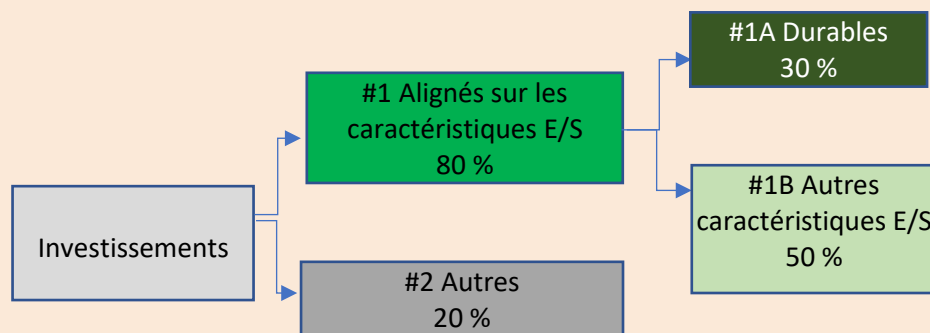 #1A Durables
30 %
#1 Alignés sur les
caractéristiques E/S
80 %
#1B Autres
caractéristiques E/S
50 %
Investissements
#2 Autres
20 %